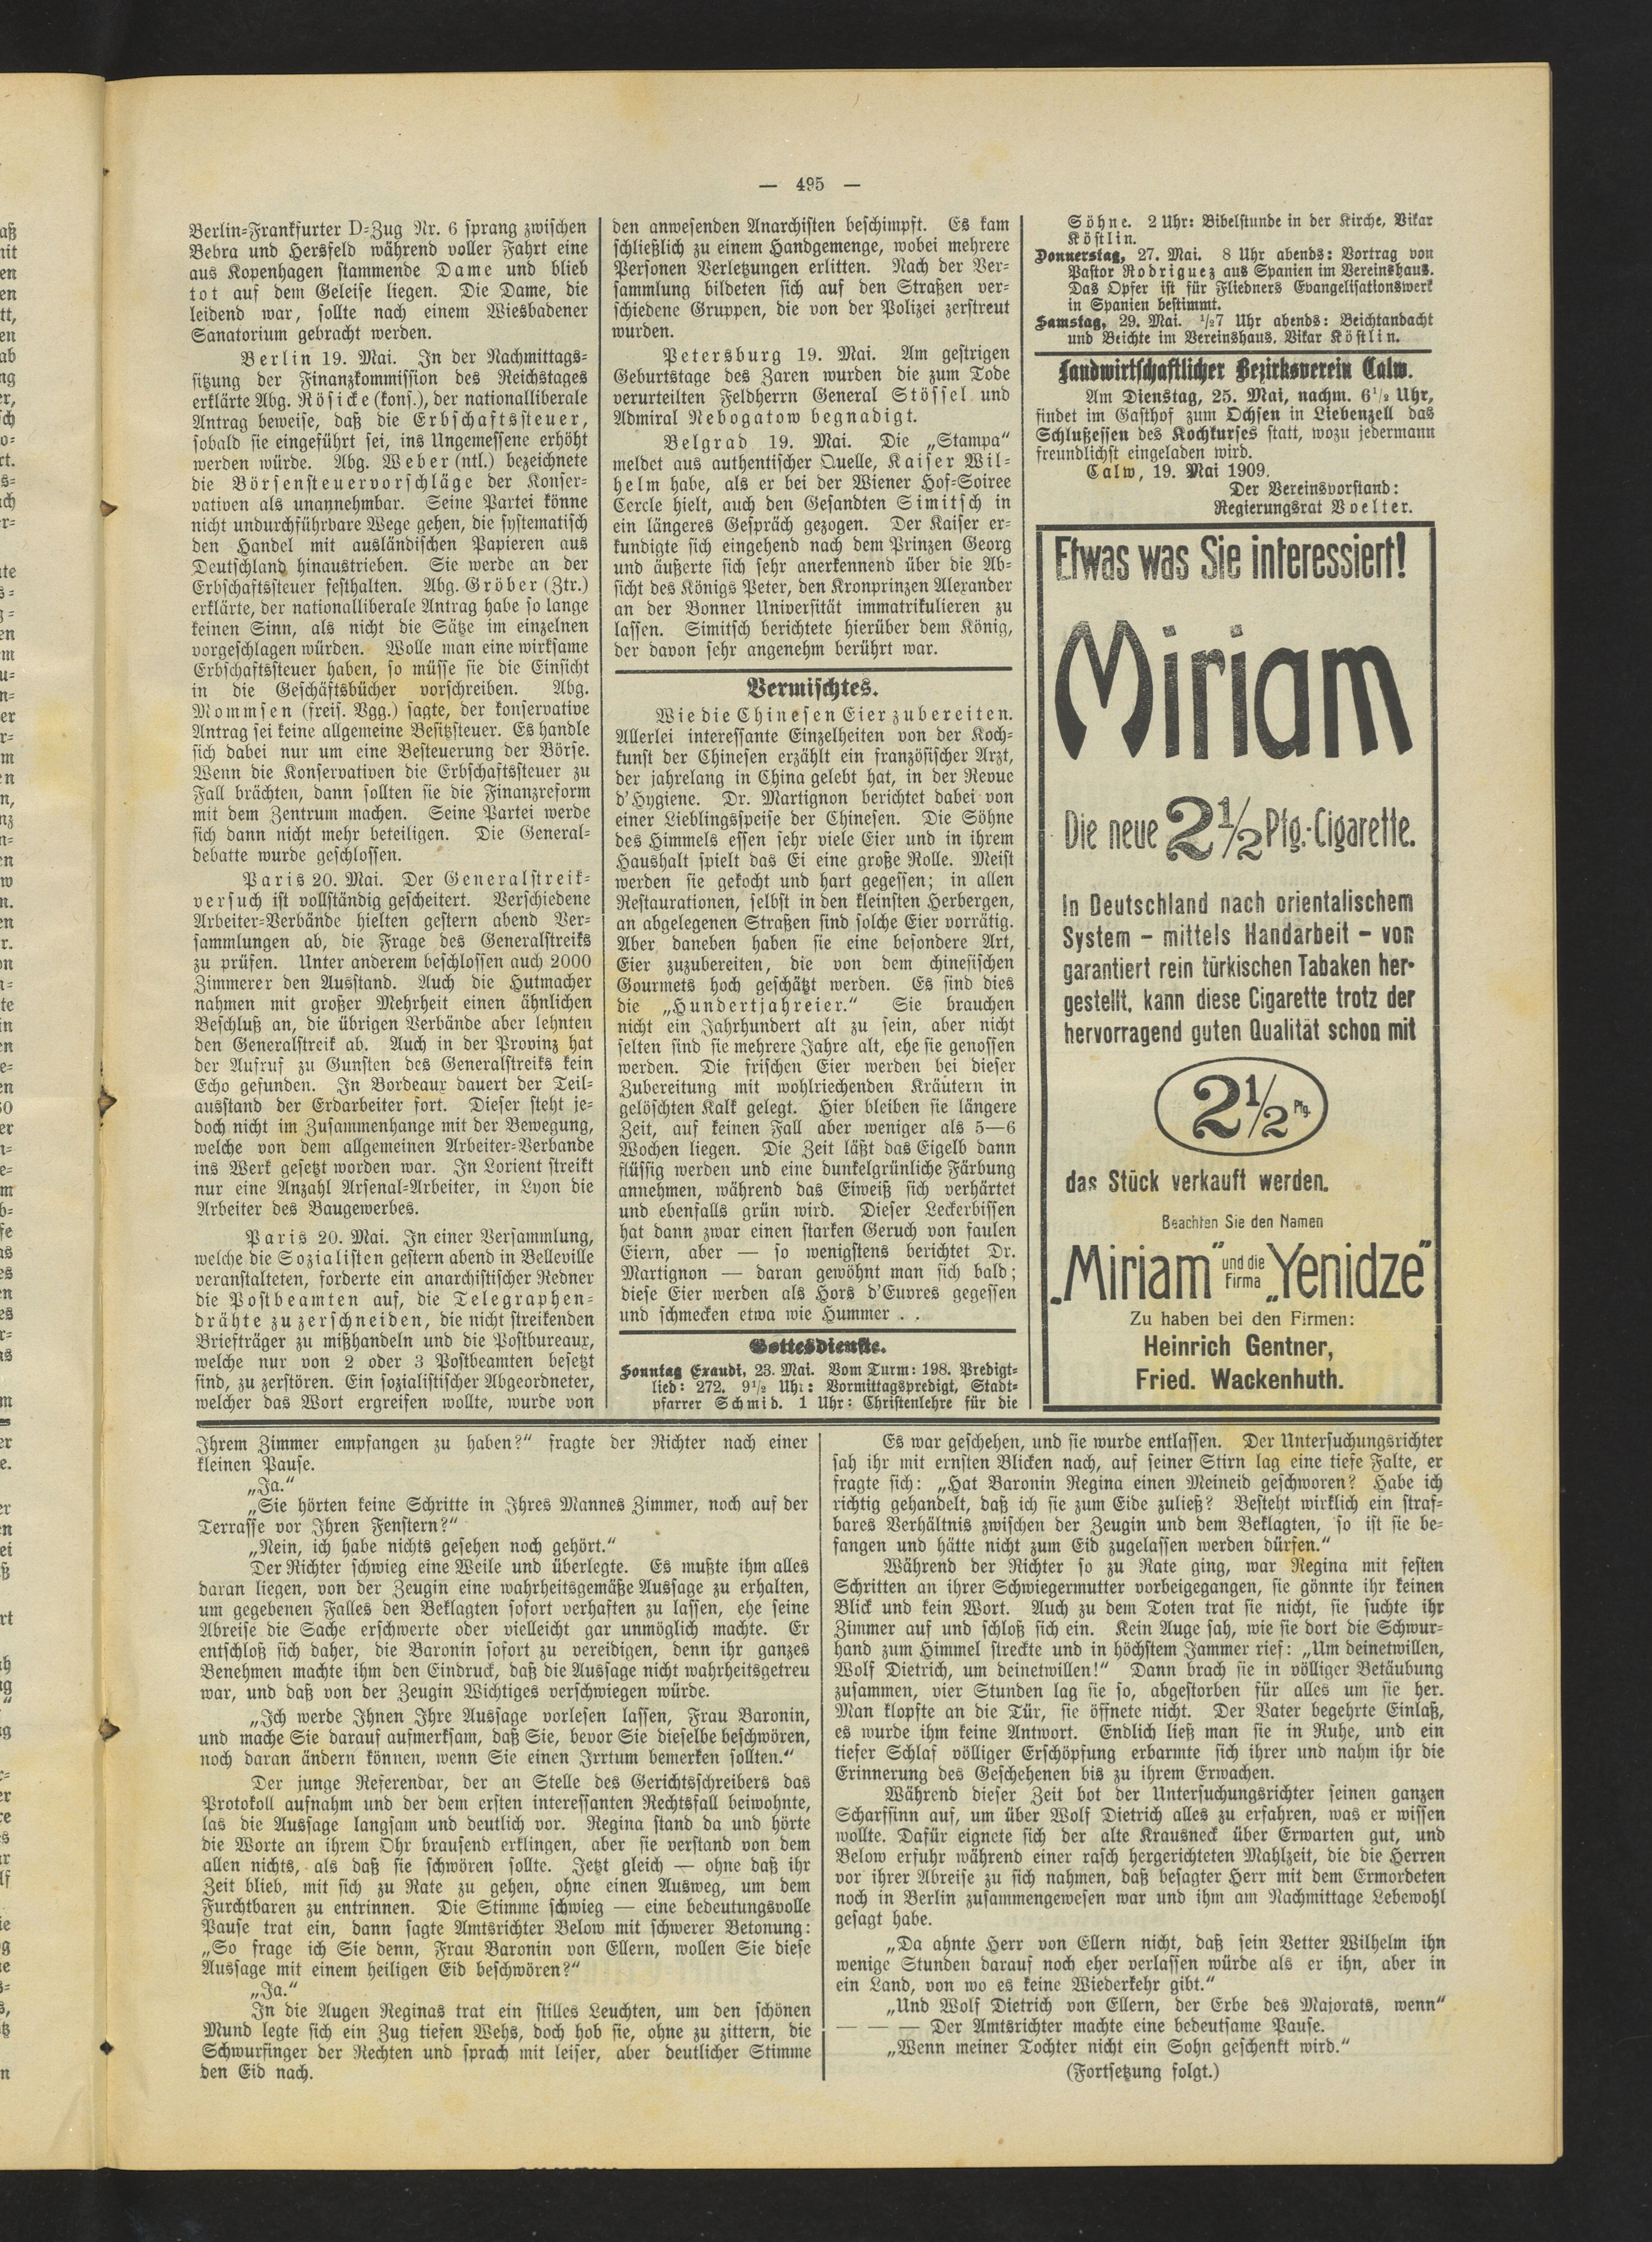 — 495 —
Berlin-Frankfurter D-Zug Nr. 6 sprang zwischen
Bebra und Hersfeld während voller Fahrt eine
aus Kopenhagen stammende Dame und blieb
tot auf dem Geleise liegen. Die Dame, die
leidend war, sollte nach einem Wiesbadener
Sanatorium gebracht werden.
Berlin 19. Mai. In der Nachmittags-
sitzung der Finanzkommission des Reichstages
erklärte Abg. Rösicke (kons.), der nationalliberale
Antrag beweise, daß die Erbschaftssteuer,
sobald sie eingeführt sei, ins Ungemessene erhöht
werden würde. Abg. Weber (ntl.) bezeichnete
die Börsensteuervorschläge der Konser-
vativen als unannehmbar. Seine Partei könne
nicht undurchführbare Wege gehen, die systematisch
den Handel mit ausländischen Papieren aus
Deutschland hinaustrieben. Sie werde an der
Erbschaftssteuer festhalten. Abg. Gröber (Ztr.)
erklärte, der nationalliberale Antrag habe so lange
keinen Sinn, als nicht die Sätze im einzelnen
vorgeschlagen würden. Wolle man eine wirksame
Erbschaftssteuer haben, so müsse sie die Einsicht
in die Geschäftsbücher vorschreiben. Abg.
Mommsen (freis. Vgg.) sagte, der konservative
Antrag sei keine allgemeine Besitzsteuer. Es handle
sich dabei nur um eine Besteuerung der Börse.
Wenn die Konservativen die Erbschaftssteuer zu
Fall brächten, dann sollten sie die Finanzreform
mit dem Zentrum machen. Seine Partei werde
sich dann nicht mehr beteiligen. Die General-
debatte wurde geschlossen.
Paris 20. Mai. Der Generalstreik-
versuch ist vollständig gescheitert. Verschiedene
Arbeiter-Verbände hielten gestern abend Ver-
sammlungen ab, die Frage des Generalstreiks
zu prüfen. Unter anderem beschlossen auch 2000
Zimmerer den Ausstand. Auch die Hutmacher
nahmen mit großer Mehrheit einen ähnlichen
Beschluß an, die übrigen Verbände aber lehnten
den Generalstreik ab. Auch in der Provinz hat
der Aufruf zu Gunsten des Generalstreiks kein
Echo gefunden. In Bordeaux dauert der Teil-
ausstand der Erdarbeiter fort. Dieser steht je-
doch nicht im Zusammenhange mit der Bewegung,
welche von dem allgemeinen Arbeiter-Verbande
ins Werk gesetzt worden war. In Lorient streikt
nur eine Anzahl Arsenal-Arbeiter, in Lyon die
Arbeiter des Baugewerbes.
Paris 20. Mai. In einer Versammlung,
welche die Sozialisten gestern abend in Belleville
veranstalteten, forderte ein anarchistischer Redner
die Postbeamten auf, die Telegraphen-
drähte zu zerschneiden, die nicht streikenden
Briefträger zu mißhandeln und die Postbureaux,
welche nur von 2 oder 3 Postbeamten besetzt
sind, zu zerstören. Ein sozialistischer Abgeordneter,
welcher das Wort ergreifen wollte, wurde von
den anwesenden Anarchisten beschimpft. Es kam
schließlich zu einem Handgemenge, wobei mehrere
Personen Verletzungen erlitten. Nach der Ver-
sammlung bildeten sich auf den Straßen ver-
schiedene Gruppen, die von der Polizei zerstreut
wurden.
Petersburg 19. Mai. Am gestrigen
Geburtstage des Zaren wurden die zum Tode
verurteilten Feldherrn General Stössel und
Admiral Nebogatow begnadigt.
Belgrad 19. Mai. Die „Stampa“
meldet aus authentischer Quelle, Kaiser Wil-
helm habe, als er bei der Wiener Hof-Soiree
Cercle hielt, auch den Gesandten Simitsch in
ein längeres Gespräch gezogen. Der Kaiser er-
kundigte sich eingehend nach dem Prinzen Georg
und äußerte sich sehr anerkennend über die Ab-
sicht des Königs Peter, den Kronprinzen Alexander
an der Bonner Universität immatrikulieren zu
lassen. Simitsch berichtete hierüber dem König,
der davon sehr angenehm berührt war.
Vermischtes.
Wie die Chinesen Eier zubereiten.
Allerlei interessante Einzelheiten von der Koch-
kunst der Chinesen erzählt ein französischer Arzt,
der jahrelang in China gelebt hat, in der Revue
d'Hygiene. Dr. Martignon berichtet dabei von
einer Lieblingsspeise der Chinesen. Die Söhne
des Himmels essen sehr viele Eier und in ihrem
Haushalt spielt das Ei eine große Rolle. Meist
werden sie gekocht und hart gegessen; in allen
Restaurationen, selbst in den kleinsten Herbergen,
an abgelegenen Straßen sind solche Eier vorrätig.
Aber daneben haben sie eine besondere Art,
Eier zuzubereiten, die von dem chinesischen
Gourmets hoch geschätzt werden. Es sind dies
die „Hundertjahreier.“ Sie brauchen
nicht ein Jahrhundert alt zu sein, aber nicht
selten sind sie mehrere Jahre alt, ehe sie genossen
werden. Die frischen Eier werden bei dieser
Zubereitung mit wohlriechenden Kräutern in
gelöschten Kalk gelegt. Hier bleiben sie längere
Zeit, auf keinen Fall aber weniger als 5—6
Wochen liegen. Die Zeit läßt das Eigelb dann
flüssig werden und eine dunkelgrünliche Färbung
annehmen, während das Eiweiß sich verhärtet
und ebenfalls grün wird. Dieser Leckerbissen
hat dann zwar einen starken Geruch von faulen
Eiern, aber — so wenigstens berichtet Dr.
Martignon — daran gewöhnt man sich bald;
diese Eier werden als Hors d'Euvres gegessen
und schmecken etwa wie Hummer . .
Gottesdienste.
Sonntag Exaudi, 23. Mai. Vom Turm: 198. Predigt-
lied: 272. 9½ Uhr: Vormittagspredigt, Stadt-
pfarrer Schmid. 1 Uhr: Christenlehre für die
Söhne. 2 Uhr: Bibelstunde in der Kirche, Vikar
Köstlin.
Donnerstag, 27. Mai. 8 Uhr abends: Vortrag von
Pastor Rodriguez aus Spanien im Vereinshaus.
Das Opfer ist für Fliedners Evangelisationswerk
in Spanien bestimmt.
Samstag, 29. Mai. ½7 Uhr abends: Beichtandacht
und Beichte im Vereinshaus, Vikar Köstlin.
Landwirtschaftlicher Bezirksverein Calw.
Am Dienstag, 25. Mai, nachm. 6½ Uhr,
findet im Gasthof zum Ochsen in Liebenzell das
Schlußessen des Kochkurses statt, wozu jedermann
freundlichst eingeladen wird.
Calw, 19. Mai 1909.
Der Vereinsvorstand:
Regierungsrat Voelter.
Etwas was Sie interessiert!
Miriam
Die neue 2½ Pfg.-Cigarette.
In Deutschland nach orientalischem
System – mittels Handarbeit – von
garantiert rein türkischen Tabaken her-
gestellt, kann diese Cigarette trotz der
hervorragend guten Qualität schon mit
2½ Pfg.
das Stück verkauft werden.
Beachten Sie den Namen
„Miriam“ und die Firma „Yenidze“
Zu haben bei den Firmen:
Heinrich Gentner,
Fried. Wackenhuth.
Ihrem Zimmer empfangen zu haben?“ fragte der Richter nach einer
kleinen Pause.
„Ja.“
„Sie hörten keine Schritte in Ihres Mannes Zimmer, noch auf der
Terrasse vor Ihren Fenstern?“
„Nein, ich habe nichts gesehen noch gehört.“
Der Richter schwieg eine Weile und überlegte. Es mußte ihm alles
daran liegen, von der Zeugin eine wahrheitsgemäße Aussage zu erhalten,
um gegebenen Falles den Beklagten sofort verhaften zu lassen, ehe seine
Abreise die Sache erschwerte oder vielleicht gar unmöglich machte. Er
entschloß sich daher, die Baronin sofort zu vereidigen, denn ihr ganzes
Benehmen machte ihm den Eindruck, daß die Aussage nicht wahrheitsgetreu
war, und daß von der Zeugin Wichtiges verschwiegen würde.
„Ich werde Ihnen Ihre Aussage vorlesen lassen, Frau Baronin,
und mache Sie darauf aufmerksam, daß Sie, bevor Sie dieselbe beschwören,
noch daran ändern können, wenn Sie einen Irrtum bemerken sollten.“
Der junge Referendar, der an Stelle des Gerichtsschreibers das
Protokoll aufnahm und der dem ersten interessanten Rechtsfall beiwohnte,
las die Aussage langsam und deutlich vor. Regina stand da und hörte
die Worte an ihrem Ohr brausend erklingen, aber sie verstand von dem
allen nichts, als daß sie schwören sollte. Jetzt gleich — ohne daß ihr
Zeit blieb, mit sich zu Rate zu gehen, ohne einen Ausweg, um dem
Furchtbaren zu entrinnen. Die Stimme schwieg — eine bedeutungsvolle
Pause trat ein, dann sagte Amtsrichter Below mit schwerer Betonung:
„So frage ich Sie denn, Frau Baronin von Ellern, wollen Sie diese
Aussage mit einem heiligen Eid beschwören?“
„Ja.“
In die Augen Reginas trat ein stilles Leuchten, um den schönen
Mund legte sich ein Zug tiefen Wehs, doch hob sie, ohne zu zittern, die
Schwurfinger der Rechten und sprach mit leiser, aber deutlicher Stimme
den Eid nach.
Es war geschehen, und sie wurde entlassen. Der Untersuchungsrichter
sah ihr mit ernsten Blicken nach, auf seiner Stirn lag eine tiefe Falte, er
fragte sich: „Hat Baronin Regina einen Meineid geschworen? Habe ich
richtig gehandelt, daß ich sie zum Eide zuließ? Besteht wirklich ein straf-
bares Verhältnis zwischen der Zeugin und dem Beklagten, so ist sie be-
fangen und hätte nicht zum Eid zugelassen werden dürfen.“
Während der Richter so zu Rate ging, war Regina mit festen
Schritten an ihrer Schwiegermutter vorbeigegangen, sie gönnte ihr keinen
Blick und kein Wort. Auch zu dem Toten trat sie nicht, sie suchte ihr
Zimmer auf und schloß sich ein. Kein Auge sah, wie sie dort die Schwur-
hand zum Himmel streckte und in höchstem Jammer rief: „Um deinetwillen,
Wolf Dietrich, um deinetwillen!“ Dann brach sie in völliger Betäubung
zusammen, vier Stunden lag sie so, abgestorben für alles um sie her.
Man klopfte an die Tür, sie öffnete nicht. Der Vater begehrte Einlaß,
es wurde ihm keine Antwort. Endlich ließ man sie in Ruhe, und ein
tiefer Schlaf völliger Erschöpfung erbarmte sich ihrer und nahm ihr die
Erinnerung des Geschehenen bis zu ihrem Erwachen.
Während dieser Zeit bot der Untersuchungsrichter seinen ganzen
Scharfsinn auf, um über Wolf Dietrich alles zu erfahren, was er wissen
wollte. Dafür eignete sich der alte Krausneck über Erwarten gut, und
Below erfuhr während einer rasch hergerichteten Mahlzeit, die die Herren
vor ihrer Abreise zu sich nahmen, daß besagter Herr mit dem Ermordeten
noch in Berlin zusammengewesen war und ihm am Nachmittage Lebewohl
gesagt habe.
„Da ahnte Herr von Ellern nicht, daß sein Vetter Wilhelm ihn
wenige Stunden darauf noch eher verlassen würde als er ihn, aber in
ein Land, von wo es keine Wiederkehr gibt.“
„Und Wolf Dietrich von Ellern, der Erbe des Majorats, wenn“
— — — Der Amtsrichter machte eine bedeutsame Pause.
„Wenn meiner Tochter nicht ein Sohn geschenkt wird.“
(Fortsetzung folgt.)